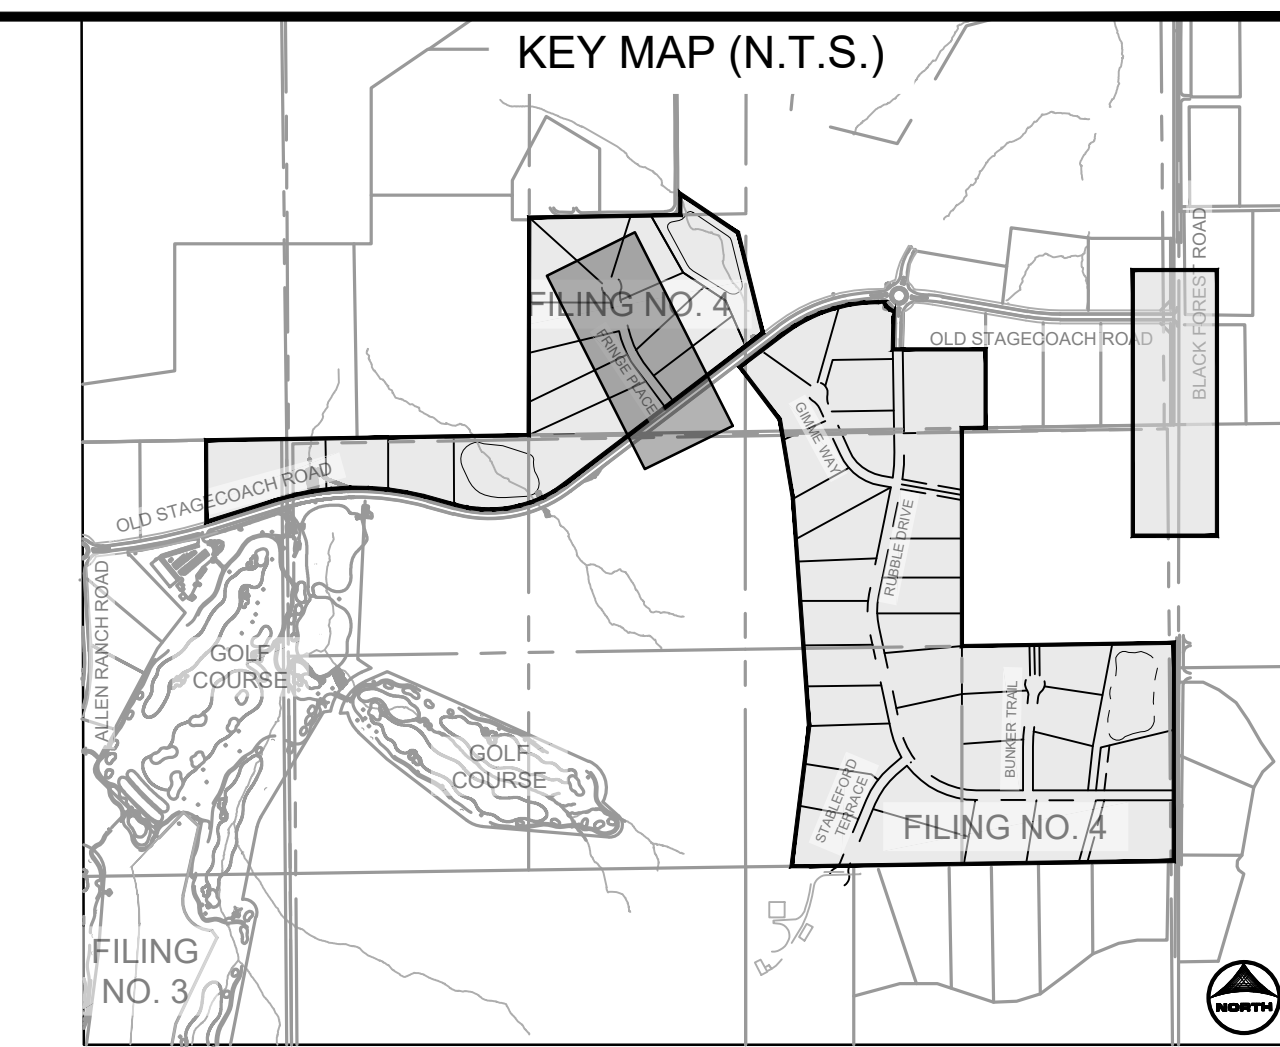 KEY MAP (N.T.S.)
BLACK FOREST ROAD
FILING NO. 4
OLD STAGECOACH ROAD
FRINGE PLACE
GIMME WAY
OLD STAGECOACH ROAD
RUBBLE DRIVE
ALLEN RANCH ROAD
GOLF
COURSE
BUNKER TRAIL
GOLF
COURSE
STABLEFORD
TERRACE
FILING NO. 4
FILING
NO. 3
NORTH